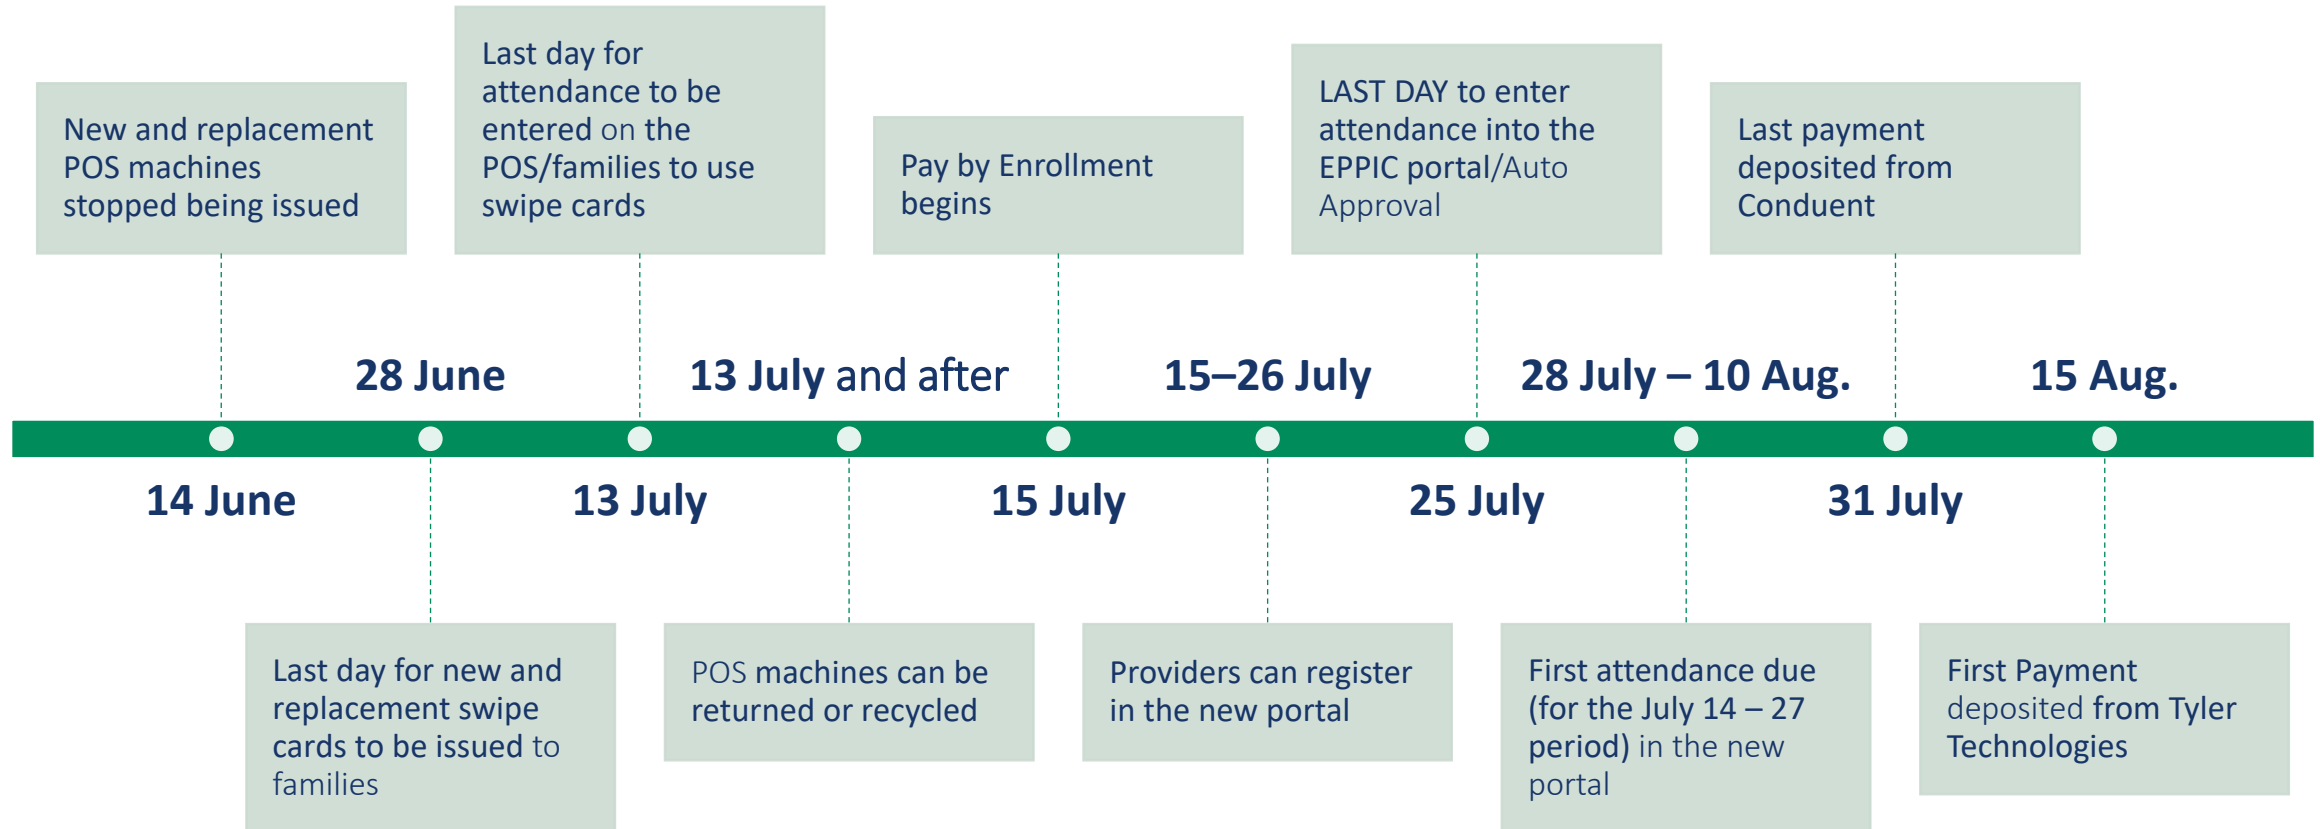 New and replacement
POS machines
stopped being issued
Last day for
attendance to be
entered on the
POS/families to use
swipe cards
Pay by Enrollment
begins
LAST DAY to enter
attendance into the
EPPIC portal/Auto
Approval
Last payment
deposited from
Conduent
28 June
13 July and after
15–26 July
28 July – 10 Aug.
15 Aug.
14 June
13 July
15 July
25 July
31 July
Last day for new and
replacement swipe
cards to be issued to
families
POS machines can be
returned or recycled
Providers can register
in the new portal
First attendance due
(for the July 14 – 27
period) in the new
portal
First Payment
deposited from Tyler
Technologies